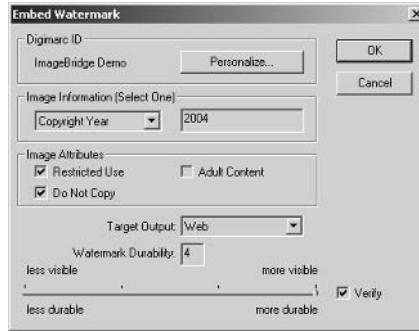 Embed Watermark
Digimarc ID
ImageBridge Demo
Personalize...
OK
Cancel
Image Information (Select One)
Copyright Year
2004
Image Attributes
Restricted Use
Adult Content
Do Not Copy
Target Output: Web
Watermark Durability: 4
less visible
more visible
less durable
more durable
Verify